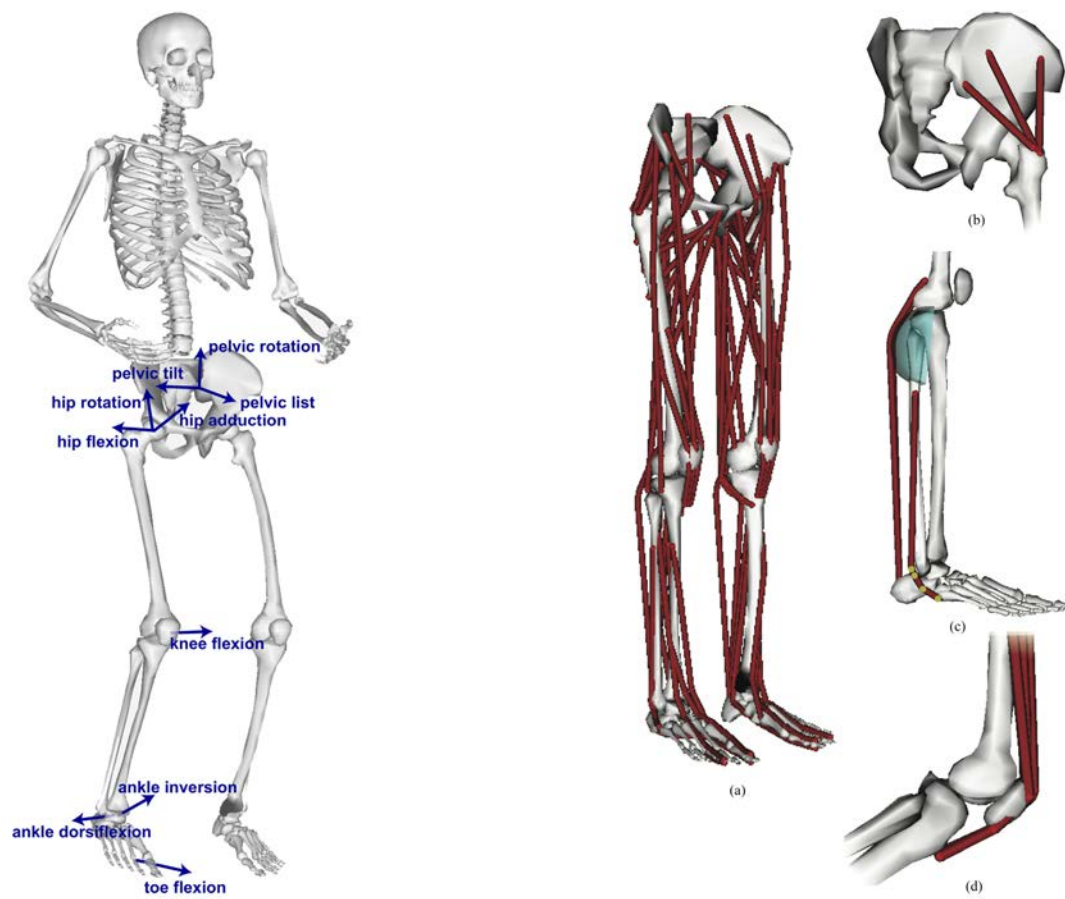 pelvic rotation
pelvic tilt
hip rotation
pelvic list
hip adduction
hip flexion
knee flexion
ankle inversion
ankle dorsiflexion
toe flexion
(a)
(b)
(c)
(d)